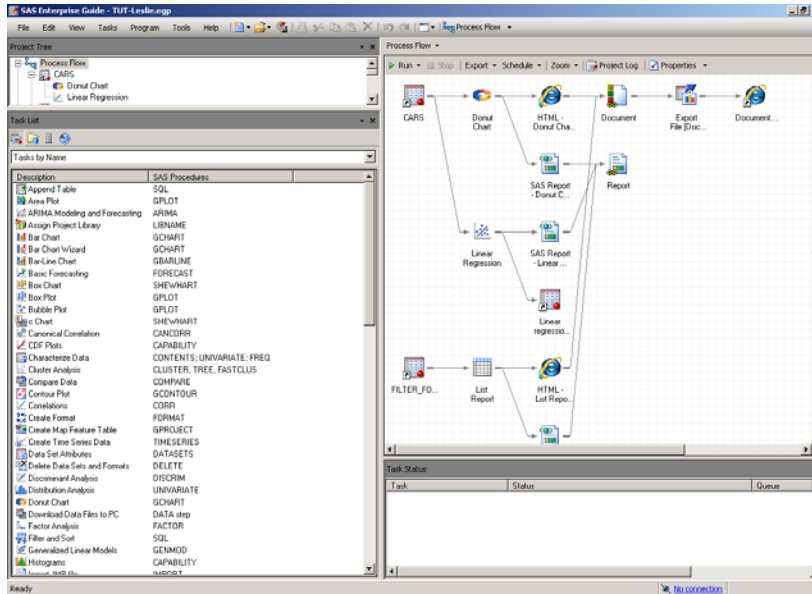 SAS Enterprise Guide - TUT-Leslie.egp
File Edit View Tasks Program Tools Help Process Flow
Project Tree
Process Flow
CARS
Donut Chart
Linear Regression
Task List
Tasks by Name
Description SAS Procedures
Append Table SQL
Area Plot GPLOT
ARIMA Modeling and Forecasting ARIMA
Assign Project Library LIBNAME
Bar Chart GCHART
Bar Chart Wizard GCHART
Bar-Line Chart GBARLINE
Basic Forecasting FORECAST
Box Chart SHEWHART
Box Plot GPLOT
Bubble Plot GPLOT
c Chart SHEWHART
Canonical Correlation CANCORR
CDF Plots CAPABILITY
Characterize Data CONTENTS; UNIVARIATE; FREQ
Cluster Analysis CLUSTER, TREE, FASTCLUS
Compare Data COMPARE
Contour Plot GCONTOUR
Correlations CORR
Create Format FORMAT
Create Map Feature Table GPROJECT
Create Time Series Data TIMESERIES
Data Set Attributes DATASETS
Delete Data Sets and Formats DELETE
Discriminant Analysis DISCRIM
Distribution Analysis UNIVARIATE
Donut Chart GCHART
Download Data Files to PC DATA step
Factor Analysis FACTOR
Filter and Sort SQL
Generalized Linear Models GENMOD
Histograms CAPABILITY
Import JMP file IMPORT
Process Flow
Run Stop Export Schedule Zoom Project Log Properties
CARS
Donut Chart
HTML - Donut Cha...
Document
Export File [Doc...
Document...
SAS Report - Donut C...
Report
Linear Regression
SAS Report - Linear ...
Linear regressio...
FILTER_FO...
List Report
HTML - List Repo...
Task Status
Task Status Queue
Ready
No connection